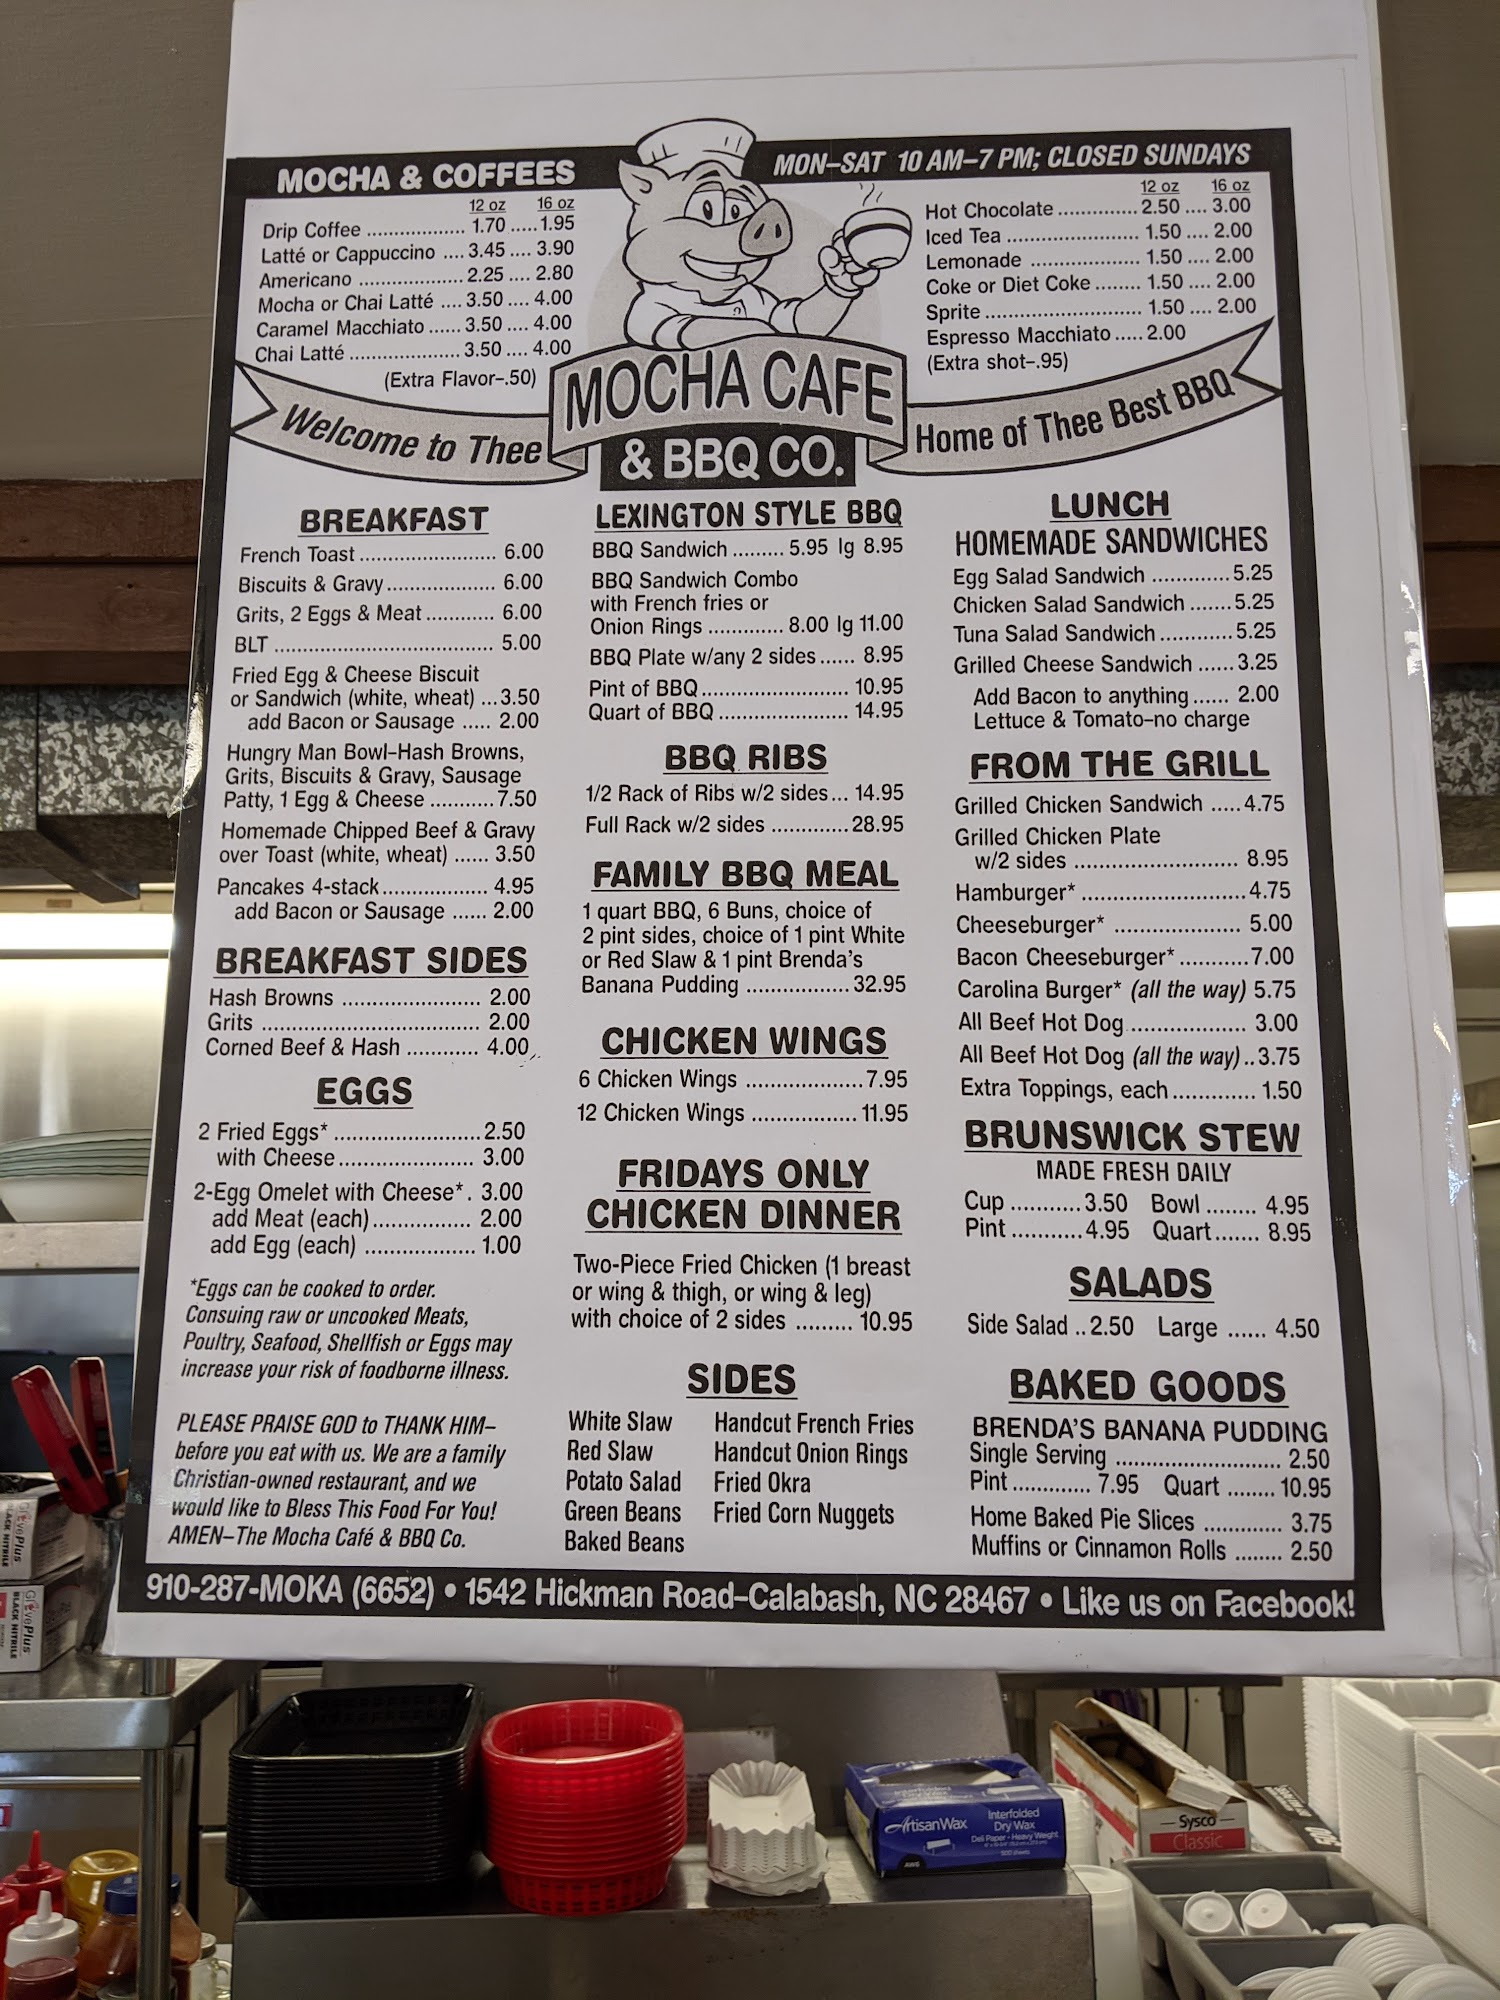 MOCHA & COFFEES
12 oz 16 oz
Drip Coffee .................. 1.70 ..... 1.95
Latté or Cappuccino .... 3.45 .... 3.90
Americano ...................... 2.25 .... 2.80
Mocha or Chai Latté .... 3.50 .... 4.00
Caramel Macchiato ...... 3.50 .... 4.00
Chai Latté .................... 3.50 .... 4.00
(Extra Flavor–.50)
MON–SAT 10 AM–7 PM; CLOSED SUNDAYS
12 oz 16 oz
Hot Chocolate .............. 2.50 .... 3.00
Iced Tea ........................ 1.50 .... 2.00
Lemonade .................... 1.50 .... 2.00
Coke or Diet Coke ........ 1.50 .... 2.00
Sprite ............................ 1.50 .... 2.00
Espresso Macchiato ..... 2.00
(Extra shot–.95)
Welcome to Thee
MOCHA CAFE
& BBQ CO.
Home of Thee Best BBQ
BREAKFAST
French Toast ......................... 6.00
Biscuits & Gravy .................... 6.00
Grits, 2 Eggs & Meat ............ 6.00
BLT ........................................ 5.00
Fried Egg & Cheese Biscuit
or Sandwich (white, wheat) ... 3.50
add Bacon or Sausage ..... 2.00
Hungry Man Bowl–Hash Browns,
Grits, Biscuits & Gravy, Sausage
Patty, 1 Egg & Cheese ........... 7.50
Homemade Chipped Beef & Gravy
over Toast (white, wheat) ...... 3.50
Pancakes 4-stack ................... 4.95
add Bacon or Sausage ...... 2.00
BREAKFAST SIDES
Hash Browns ........................ 2.00
Grits ...................................... 2.00
Corned Beef & Hash ............ 4.00
EGGS
2 Fried Eggs* ........................ 2.50
with Cheese ....................... 3.00
2-Egg Omelet with Cheese* . 3.00
add Meat (each) ................. 2.00
add Egg (each) ................... 1.00
*Eggs can be cooked to order.
Consuing raw or uncooked Meats,
Poultry, Seafood, Shellfish or Eggs may
increase your risk of foodborne illness.
PLEASE PRAISE GOD to THANK HIM–
before you eat with us. We are a family
Christian-owned restaurant, and we
would like to Bless This Food For You!
AMEN–The Mocha Café & BBQ Co.
LEXINGTON STYLE BBQ
BBQ Sandwich ......... 5.95 lg 8.95
BBQ Sandwich Combo
with French fries or
Onion Rings ............. 8.00 lg 11.00
BBQ Plate w/any 2 sides ...... 8.95
Pint of BBQ .......................... 10.95
Quart of BBQ ....................... 14.95
BBQ RIBS
1/2 Rack of Ribs w/2 sides ... 14.95
Full Rack w/2 sides ............. 28.95
FAMILY BBQ MEAL
1 quart BBQ, 6 Buns, choice of
2 pint sides, choice of 1 pint White
or Red Slaw & 1 pint Brenda's
Banana Pudding ................. 32.95
CHICKEN WINGS
6 Chicken Wings .................... 7.95
12 Chicken Wings ................. 11.95
FRIDAYS ONLY
CHICKEN DINNER
Two-Piece Fried Chicken (1 breast
or wing & thigh, or wing & leg)
with choice of 2 sides ......... 10.95
SIDES
White Slaw Handcut French Fries
Red Slaw Handcut Onion Rings
Potato Salad Fried Okra
Green Beans Fried Corn Nuggets
Baked Beans
LUNCH
HOMEMADE SANDWICHES
Egg Salad Sandwich ............. 5.25
Chicken Salad Sandwich ....... 5.25
Tuna Salad Sandwich ............ 5.25
Grilled Cheese Sandwich ...... 3.25
Add Bacon to anything ...... 2.00
Lettuce & Tomato–no charge
FROM THE GRILL
Grilled Chicken Sandwich ..... 4.75
Grilled Chicken Plate
w/2 sides ............................ 8.95
Hamburger* ........................... 4.75
Cheeseburger* ..................... 5.00
Bacon Cheeseburger* ........... 7.00
Carolina Burger* (all the way) 5.75
All Beef Hot Dog ................... 3.00
All Beef Hot Dog (all the way) .. 3.75
Extra Toppings, each ............. 1.50
BRUNSWICK STEW
MADE FRESH DAILY
Cup ........... 3.50 Bowl ........ 4.95
Pint ........... 4.95 Quart ....... 8.95
SALADS
Side Salad .. 2.50 Large ...... 4.50
BAKED GOODS
BRENDA'S BANANA PUDDING
Single Serving ........................... 2.50
Pint ............. 7.95 Quart ........ 10.95
Home Baked Pie Slices ............. 3.75
Muffins or Cinnamon Rolls ........ 2.50
910-287-MOKA (6652) • 1542 Hickman Road–Calabash, NC 28467 • Like us on Facebook!
GlovePlus
BLACK NITRILE
GlovePlus
BLACK NITRILE
ArtisanWax
Interfolded
Dry Wax
Deli Paper - Heavy Weight
500 sheets
AWS
Sysco
Classic